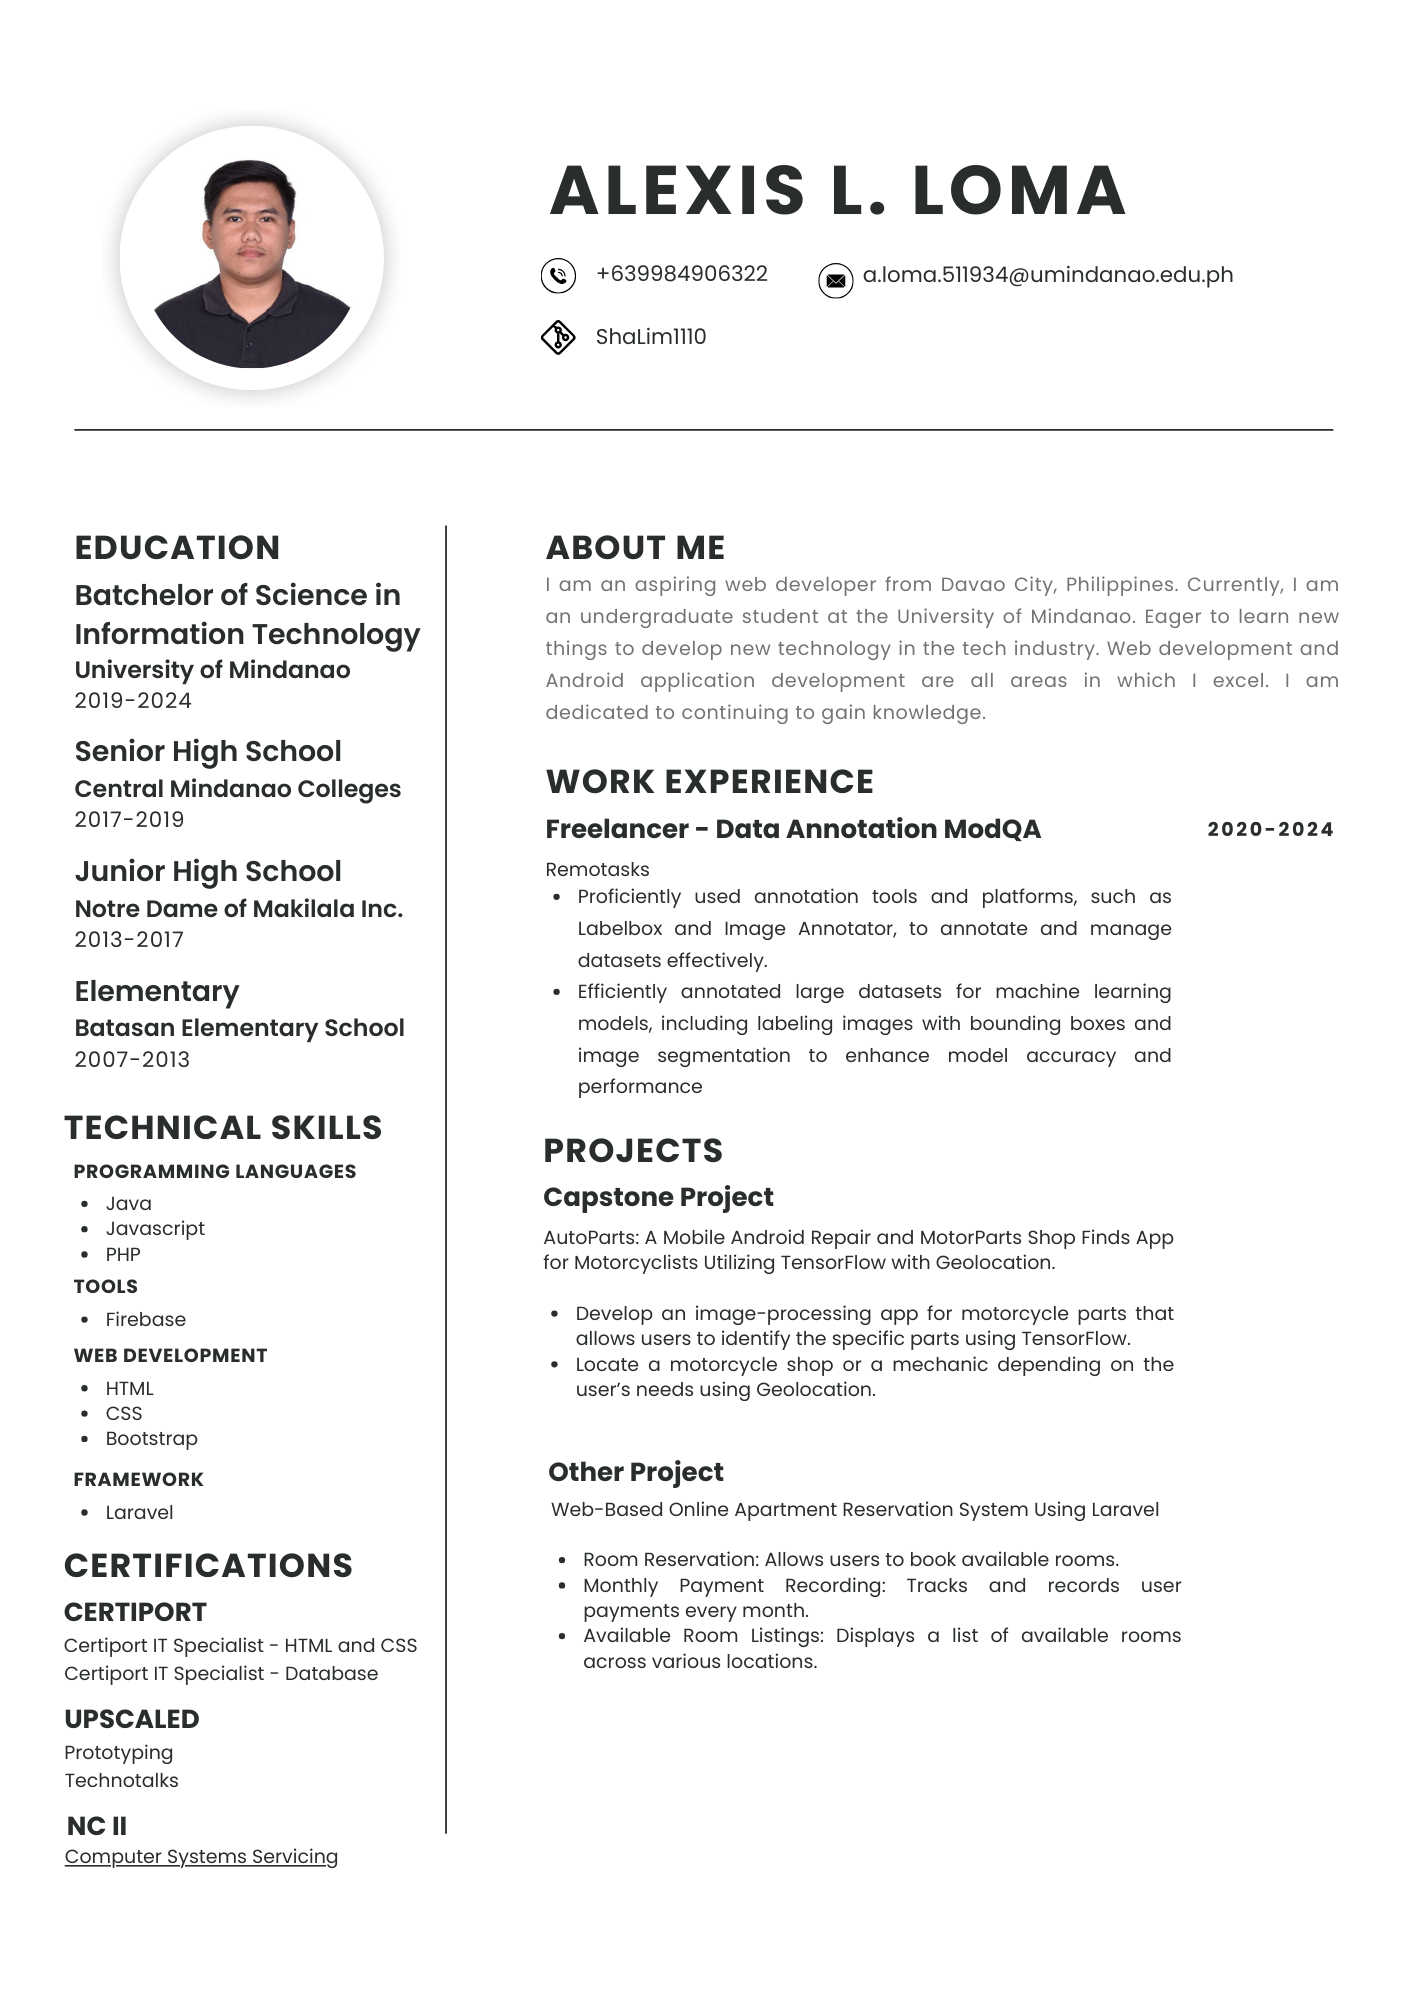 ALEXIS L. LOMA
+639984906322
a.loma.511934@umindanao.edu.ph
ShaLim1110
EDUCATION
Batchelor of Science in
Information Technology
University of Mindanao
2019-2024
Senior High School
Central Mindanao Colleges
2017-2019
Junior High School
Notre Dame of Makilala Inc.
2013-2017
Elementary
Batasan Elementary School
2007-2013
TECHNICAL SKILLS
PROGRAMMING LANGUAGES
• Java
• Javascript
• PHP
TOOLS
• Firebase
WEB DEVELOPMENT
• HTML
• CSS
• Bootstrap
FRAMEWORK
• Laravel
CERTIFICATIONS
CERTIPORT
Certiport IT Specialist - HTML and CSS
Certiport IT Specialist - Database
UPSCALED
Prototyping
Technotalks
NC II
Computer Systems Servicing
ABOUT ME
I am an aspiring web developer from Davao City, Philippines. Currently, I am
an undergraduate student at the University of Mindanao. Eager to learn new
things to develop new technology in the tech industry. Web development and
Android application development are all areas in which I excel. I am
dedicated to continuing to gain knowledge.
WORK EXPERIENCE
Freelancer - Data Annotation ModQA
2020-2024
Remotasks
• Proficiently used annotation tools and platforms, such as
Labelbox and Image Annotator, to annotate and manage
datasets effectively.
• Efficiently annotated large datasets for machine learning
models, including labeling images with bounding boxes and
image segmentation to enhance model accuracy and
performance
PROJECTS
Capstone Project
AutoParts: A Mobile Android Repair and MotorParts Shop Finds App
for Motorcyclists Utilizing TensorFlow with Geolocation.
• Develop an image-processing app for motorcycle parts that
allows users to identify the specific parts using TensorFlow.
• Locate a motorcycle shop or a mechanic depending on the
user’s needs using Geolocation.
Other Project
Web-Based Online Apartment Reservation System Using Laravel
• Room Reservation: Allows users to book available rooms.
• Monthly Payment Recording: Tracks and records user
payments every month.
• Available Room Listings: Displays a list of available rooms
across various locations.